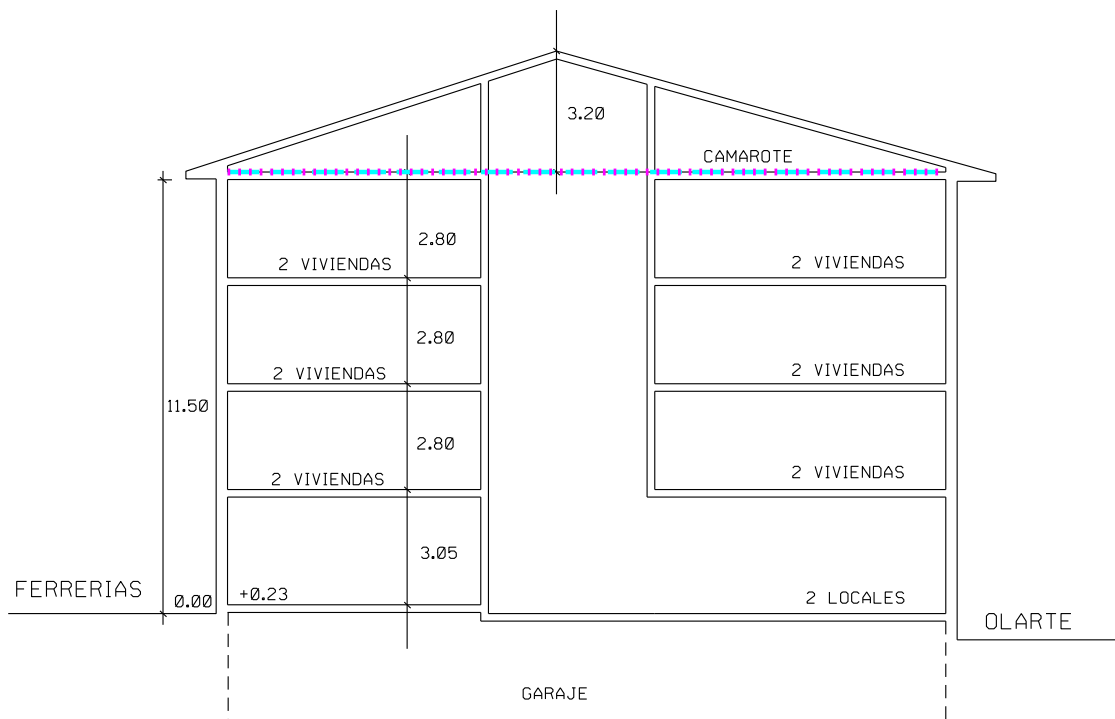 3.20
CAMAROTE
2.80
2 VIVIENDAS
2 VIVIENDAS
2.80
2 VIVIENDAS
2 VIVIENDAS
11.50
2.80
2 VIVIENDAS
2 VIVIENDAS
3.05
FERRERIAS
0.00
+0.23
2 LOCALES
OLARTE
GARAJE